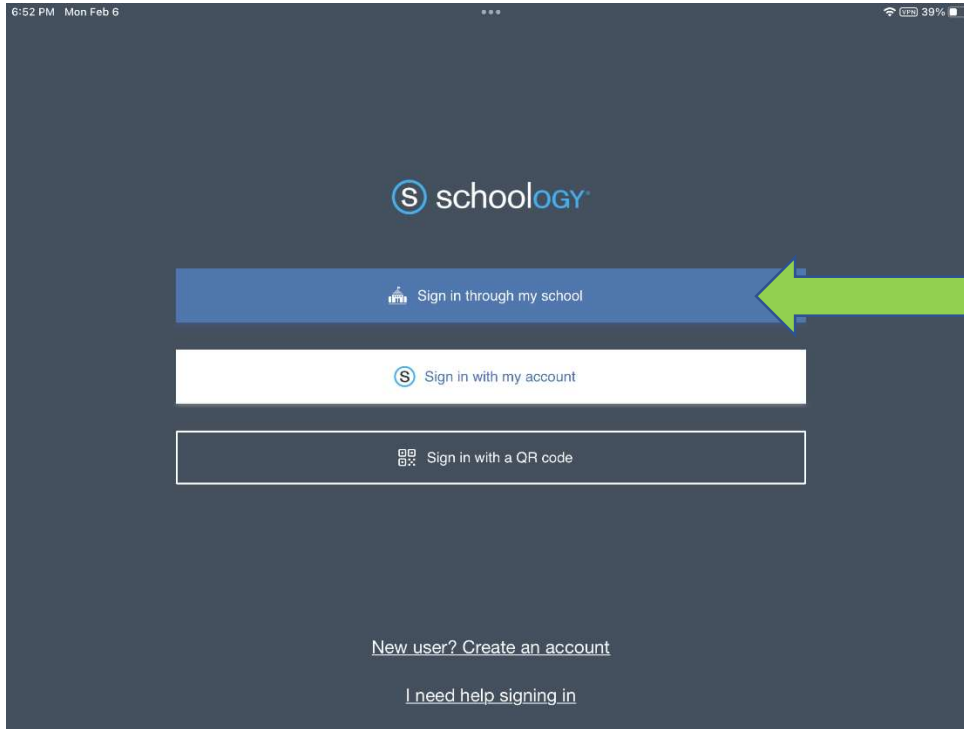 6:52 PM Mon Feb 6 VPN 39%
S schoology
Sign in through my school
S Sign in with my account
Sign in with a QR code
New user? Create an account
I need help signing in